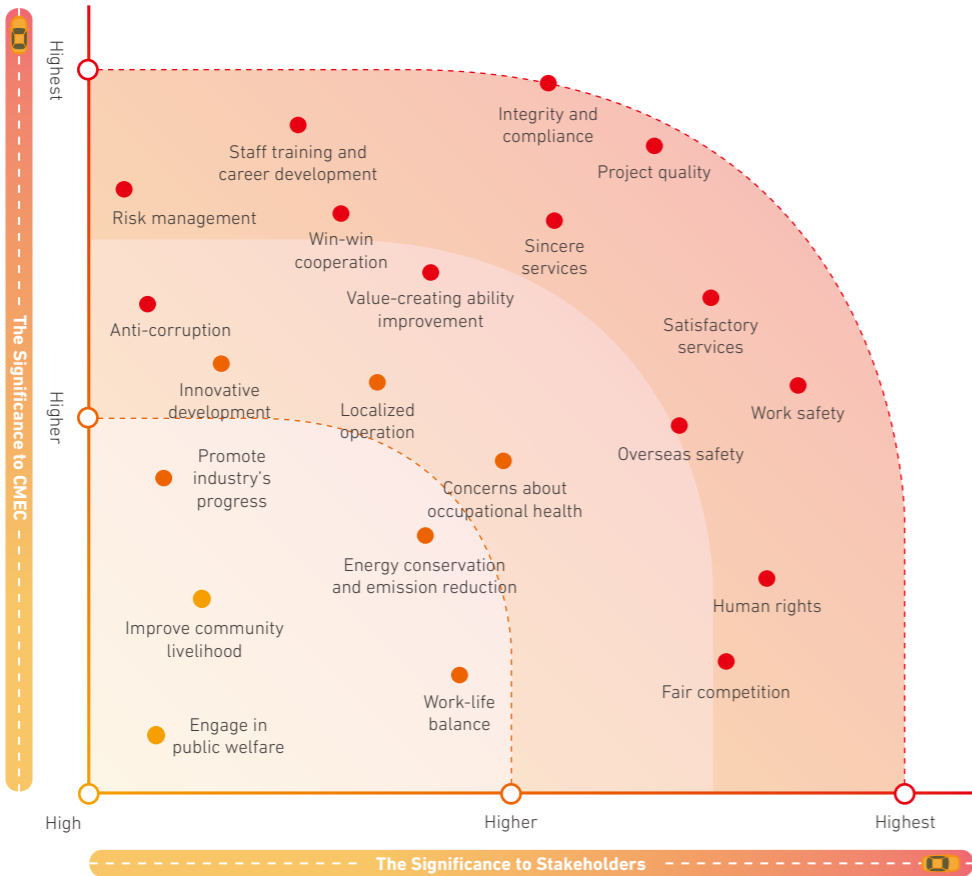 Highest
Integrity and
compliance
Staff training and
career development
Project quality
Risk management
Win-win
cooperation
Sincere
services
Value-creating ability
improvement
Anti-corruption
Satisfactory
services
Innovative
development
Localized
operation
Work safety
Higher
Overseas safety
Promote
industry's
progress
Concerns about
occupational health
Energy conservation
and emission reduction
Human rights
Improve community
livelihood
Fair competition
Work-life
balance
Engage in
public welfare
The Significance to CMEC
High
Higher
Highest
The Significance to Stakeholders